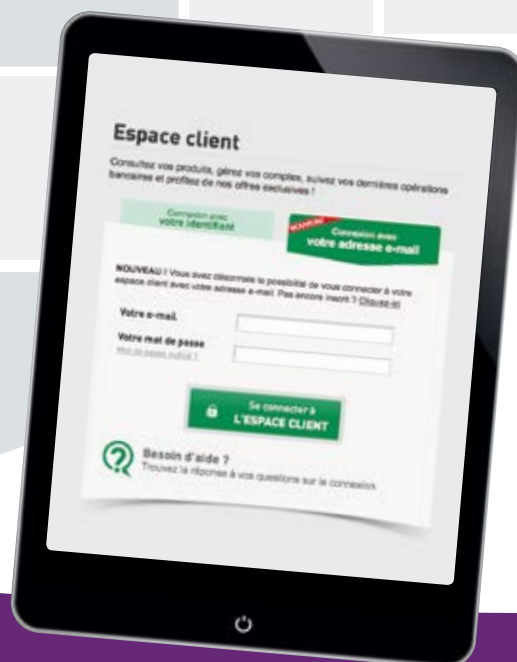 Espace client
Consultez vos produits, gérez vos comptes, suivez vos dernières opérations
bancaires et profitez de nos offres exclusives !
Connexion avec
votre identifiant
NOUVEAU
Connexion avec
votre adresse e-mail
NOUVEAU ! Vous avez désormais la possibilité de vous connecter à votre
espace client avec votre adresse e-mail. Pas encore inscrit ? Cliquez-ici
Votre e-mail
Votre mot de passe
Mot de passe oublié ?
Se connecter à
L'ESPACE CLIENT
Besoin d'aide ?
Trouvez la réponse à vos questions sur la connexion